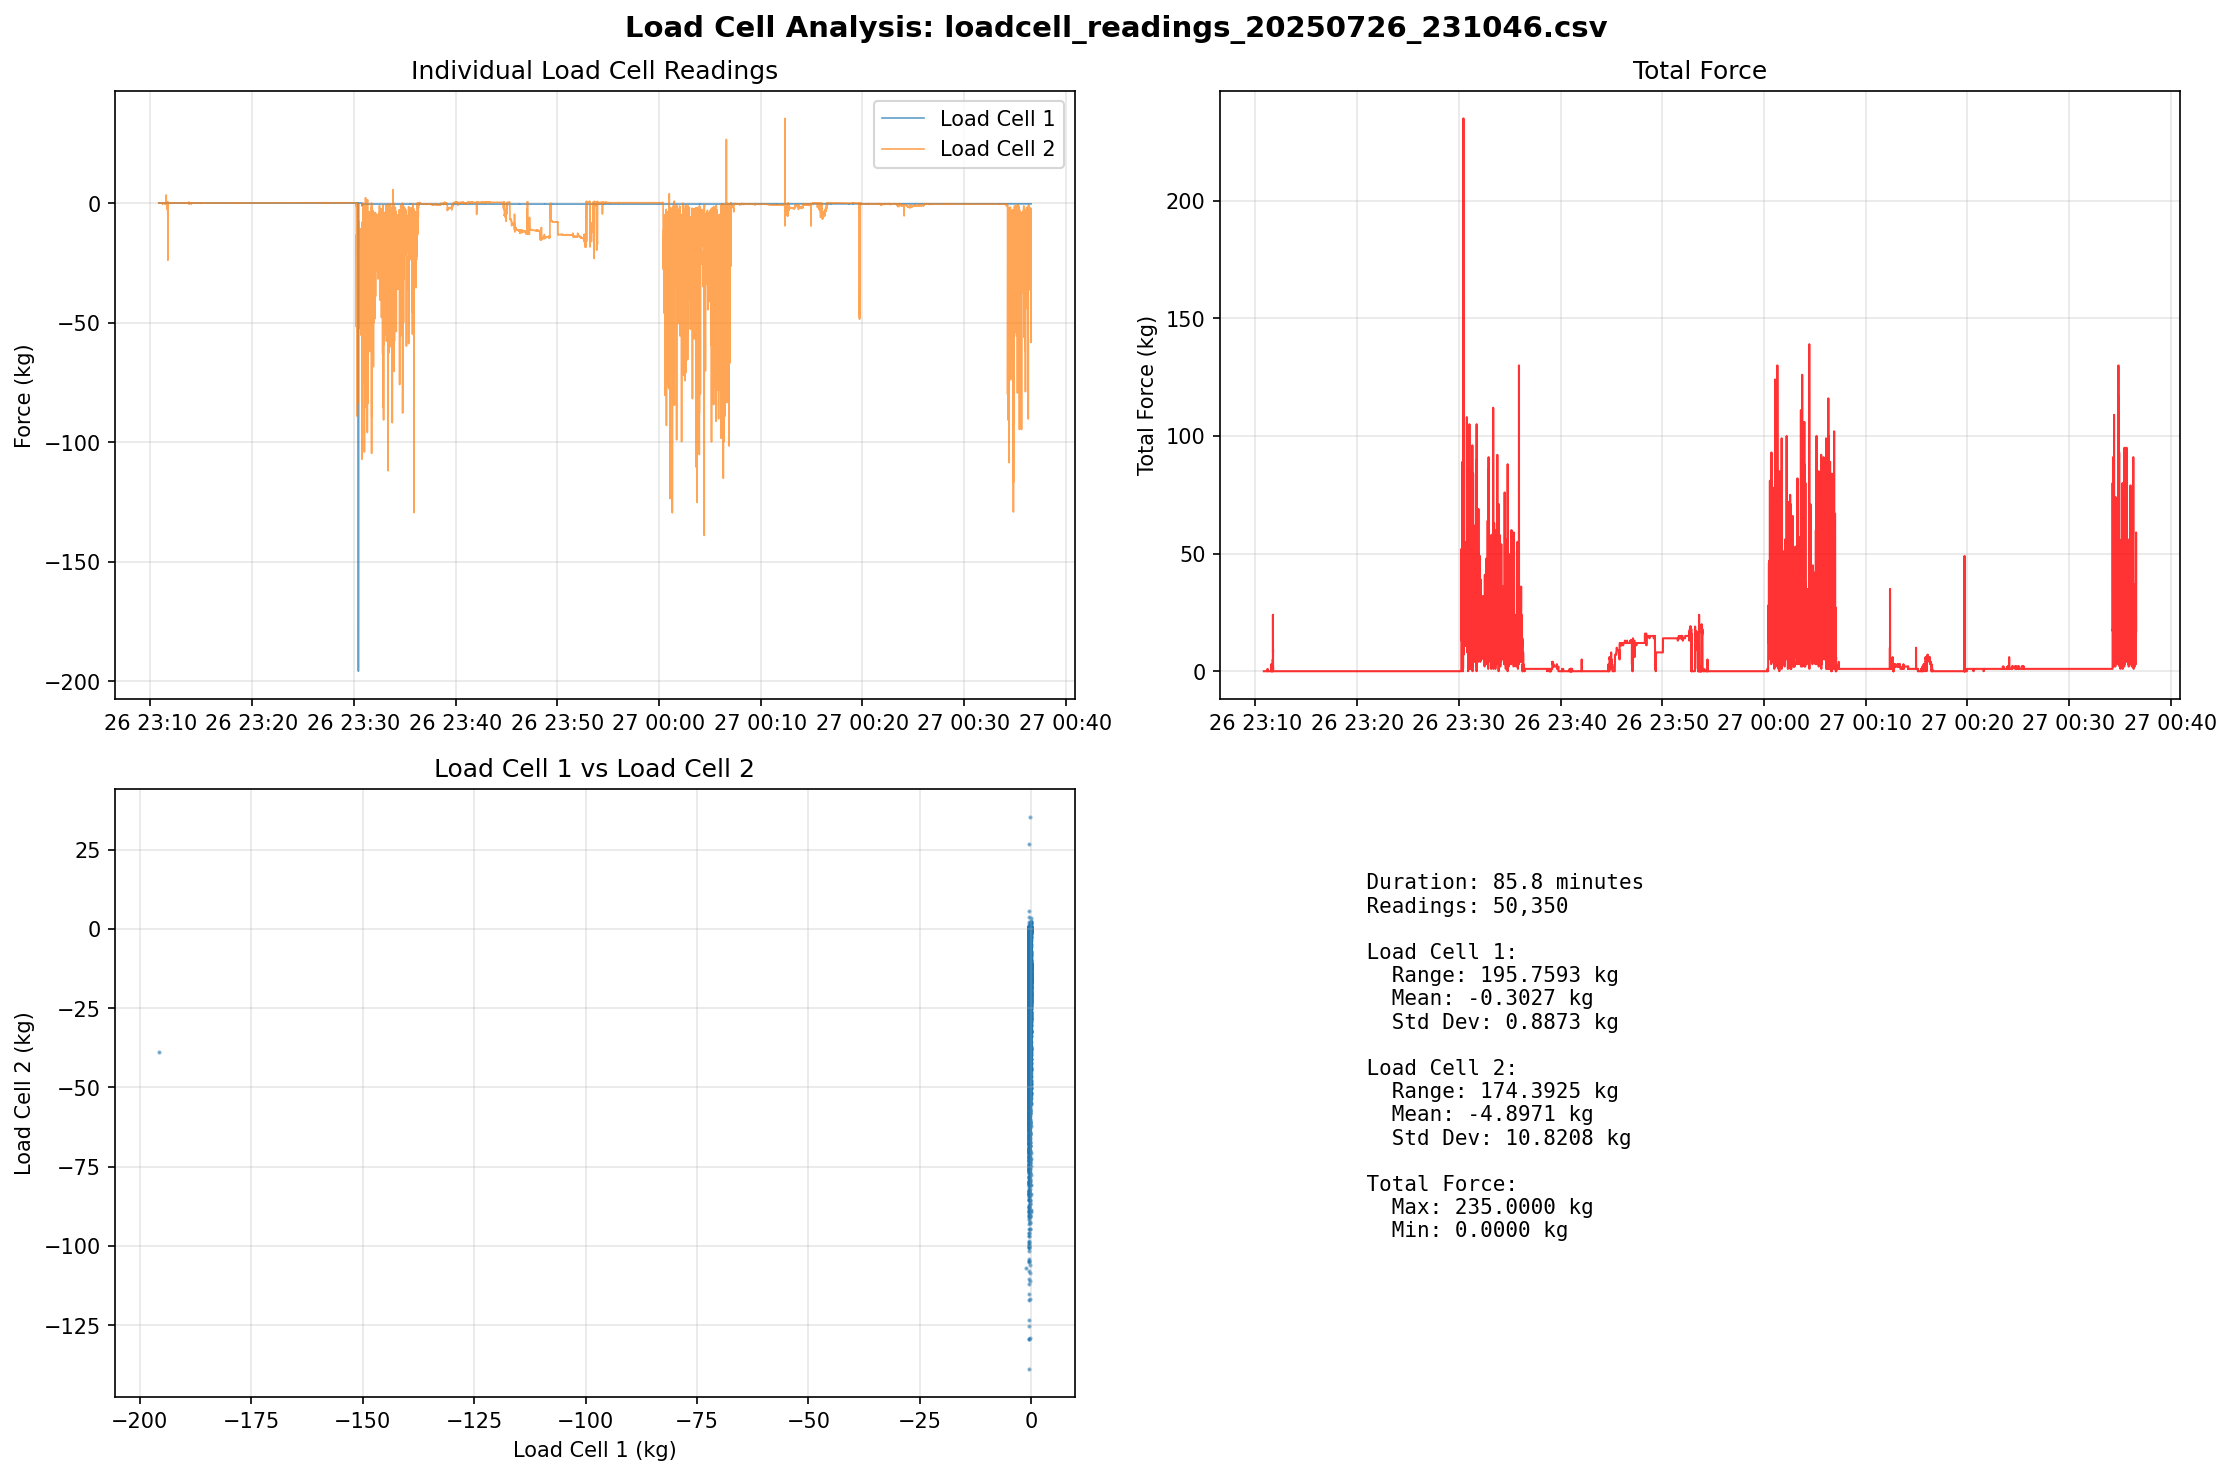 Load Cell Analysis: loadcell_readings_20250726_231046.csv
Individual Load Cell Readings
Load Cell 1
Load Cell 2
Force (kg)
0
−50
−100
−150
−200
26 23:10 26 23:20 26 23:30 26 23:40 26 23:50 27 00:00 27 00:10 27 00:20 27 00:30 27 00:40
Total Force
Total Force (kg)
200
150
100
50
0
26 23:10 26 23:20 26 23:30 26 23:40 26 23:50 27 00:00 27 00:10 27 00:20 27 00:30 27 00:40
Load Cell 1 vs Load Cell 2
Load Cell 2 (kg)
25
0
−25
−50
−75
−100
−125
−200 −175 −150 −125 −100 −75 −50 −25 0
Load Cell 1 (kg)
Duration: 85.8 minutes
Readings: 50,350
Load Cell 1:
Range: 195.7593 kg
Mean: -0.3027 kg
Std Dev: 0.8873 kg
Load Cell 2:
Range: 174.3925 kg
Mean: -4.8971 kg
Std Dev: 10.8208 kg
Total Force:
Max: 235.0000 kg
Min: 0.0000 kg